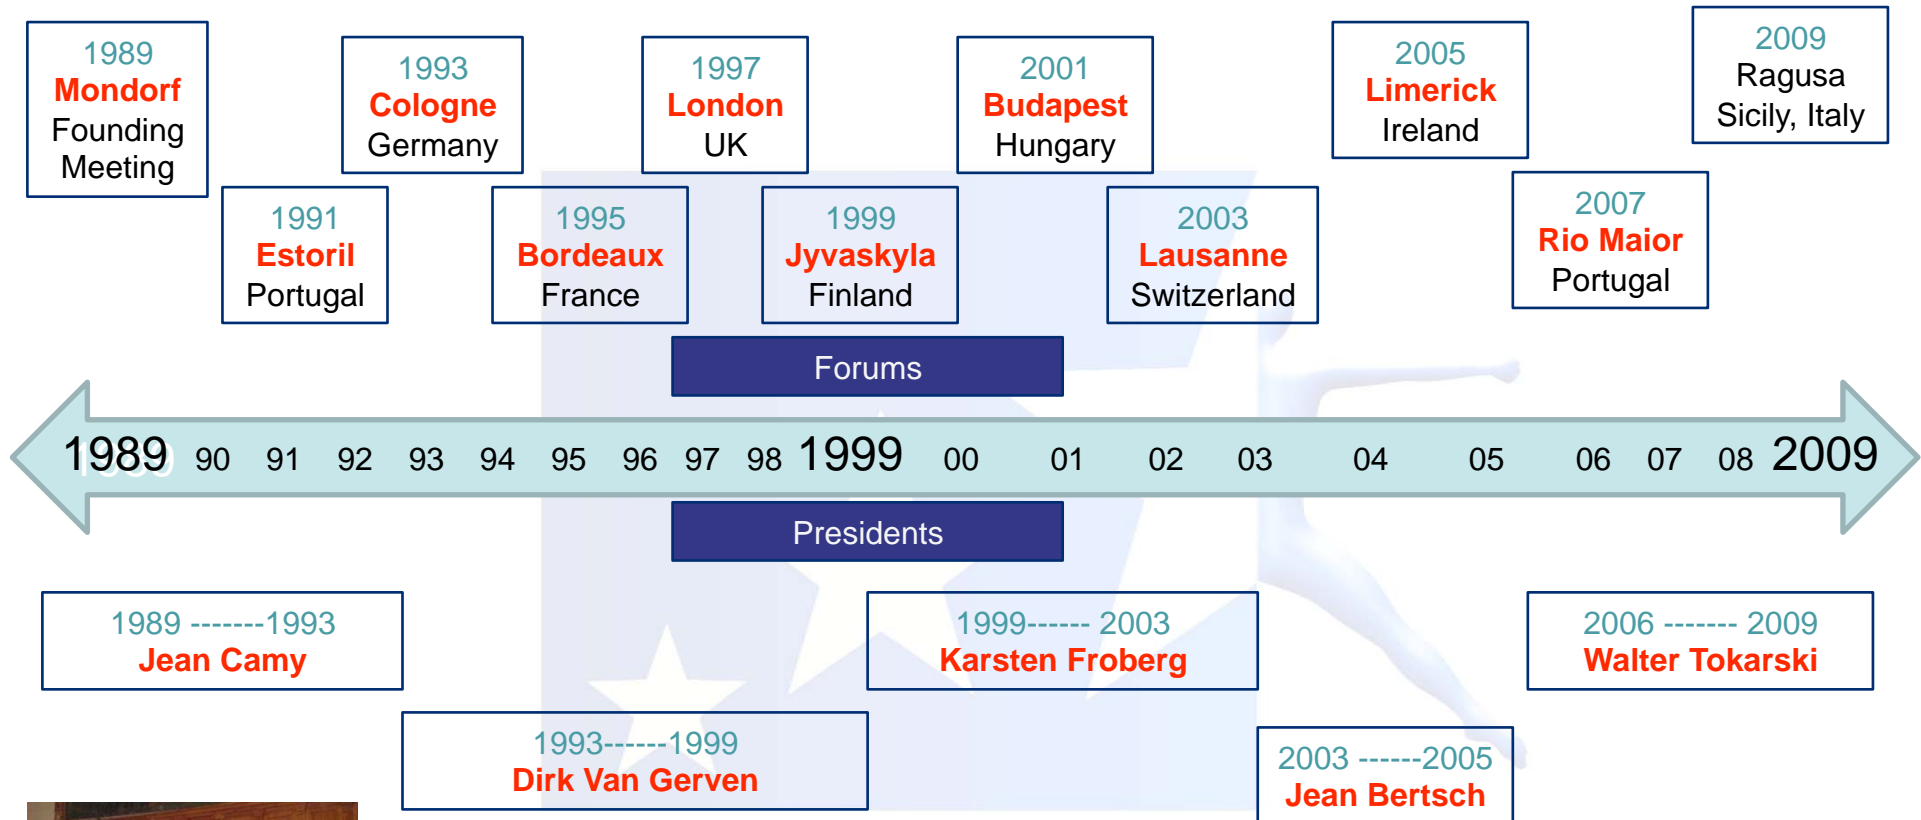 1989
Mondorf
Founding
Meeting
1991
Estoril
Portugal
1993
Cologne
Germany
1995
Bordeaux
France
1997
London
UK
1999
Jyvaskyla
Finland
2001
Budapest
Hungary
2003
Lausanne
Switzerland
2005
Limerick
Ireland
2007
Rio Maior
Portugal
2009
Ragusa
Sicily, Italy
Forums
1989 90 91 92 93 94 95 96 97 98 1999 00 01 02 03 04 05 06 07 08 2009
Presidents
1989 -------1993
Jean Camy
1993------1999
Dirk Van Gerven
1999------ 2003
Karsten Froberg
2003 ------2005
Jean Bertsch
2006 ------- 2009
Walter Tokarski